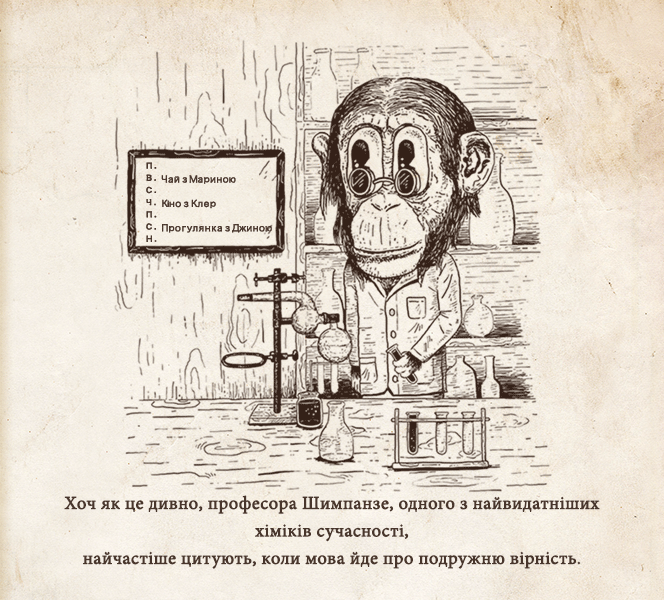 П.
В. Чай з Мариною
С.
Ч. Кіно з Клер
П.
С. Прогулянка з Джиною
Н.
Хоч як це дивно, професора Шимпанзе, одного з найвидатніших
хіміків сучасності,
найчастіше цитують, коли мова йде про подружню вірність.